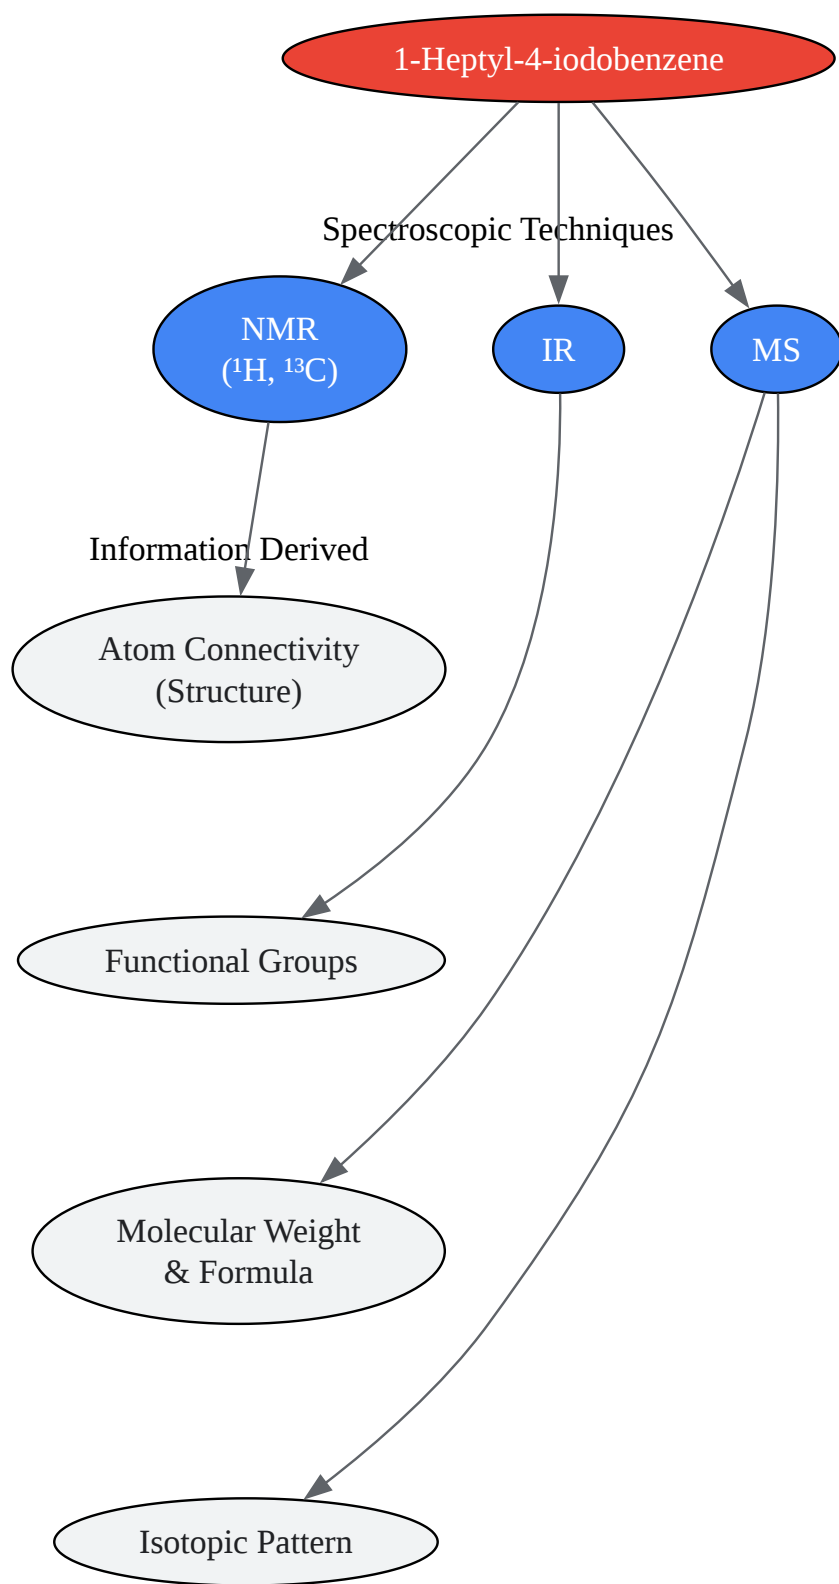 1-Heptyl-4-iodobenzene
Spectroscopic Techniques
NMR
(¹H, ¹³C)
IR
MS
Information Derived
Atom Connectivity
(Structure)
Functional Groups
Molecular Weight
& Formula
Isotopic Pattern